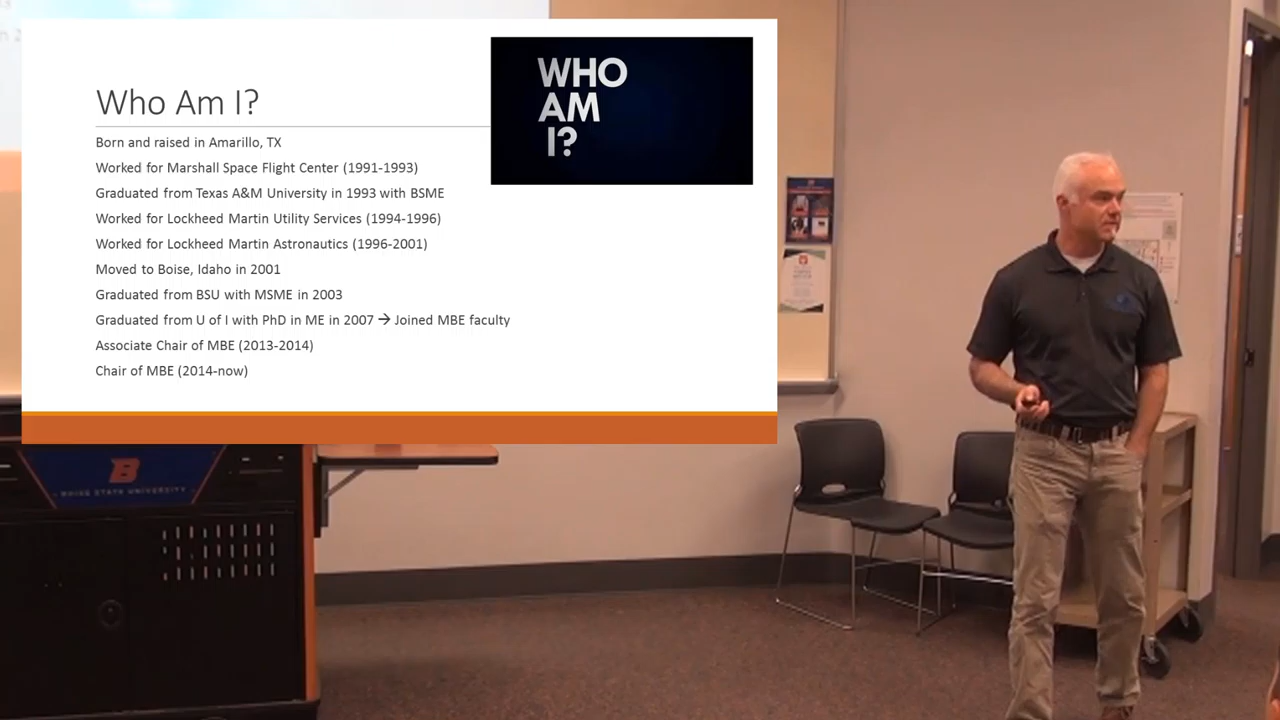 Who Am I?
WHO
AM
I?
Born and raised in Amarillo, TX
Worked for Marshall Space Flight Center (1991-1993)
Graduated from Texas A&M University in 1993 with BSME
Worked for Lockheed Martin Utility Services (1994-1996)
Worked for Lockheed Martin Astronautics (1996-2001)
Moved to Boise, Idaho in 2001
Graduated from BSU with MSME in 2003
Graduated from U of I with PhD in ME in 2007 → Joined MBE faculty
Associate Chair of MBE (2013-2014)
Chair of MBE (2014-now)
B
BOISE STATE UNIVERSITY